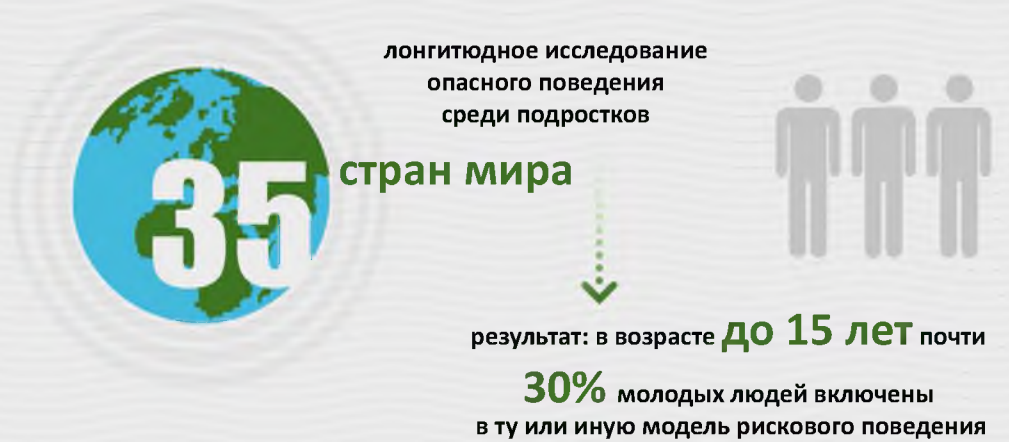 лонгитюдное исследование
опасного поведения
среди подростков
35 стран мира
результат: в возрасте до 15 лет почти
30% молодых людей включены
в ту или иную модель рискового поведения